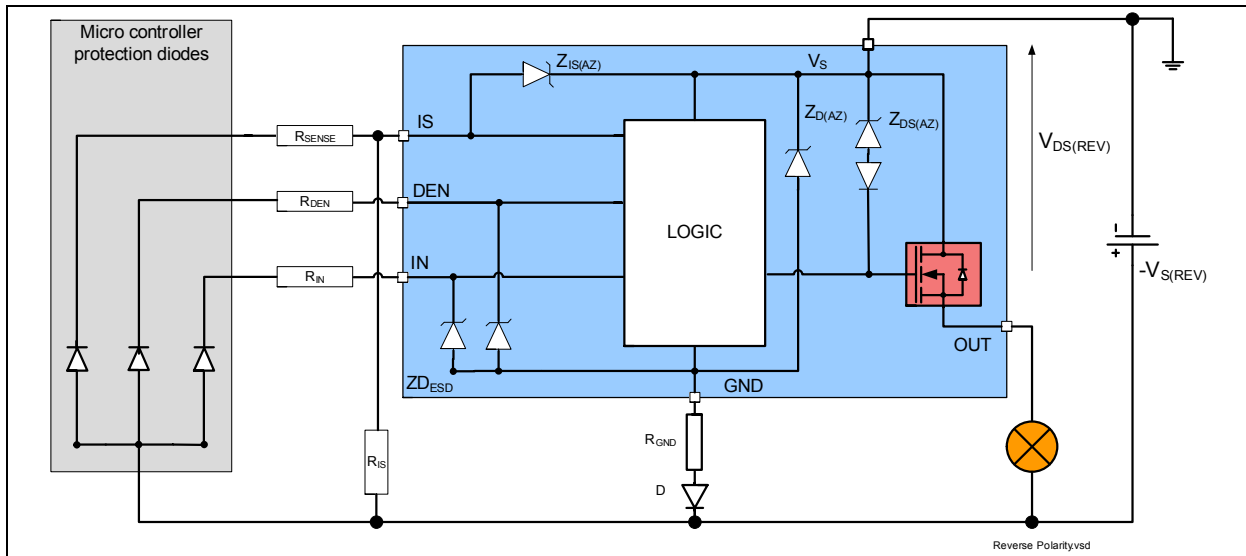 Micro controller
protection diodes
Z_IS(AZ)
V_S
R_SENSE
IS
Z_D(AZ)
Z_DS(AZ)
V_DS(REV)
DEN
R_DEN
LOGIC
IN
R_IN
-
+
-V_S(REV)
OUT
ZD_ESD
GND
R_GND
R_IS
D
Reverse Polarity.vsd